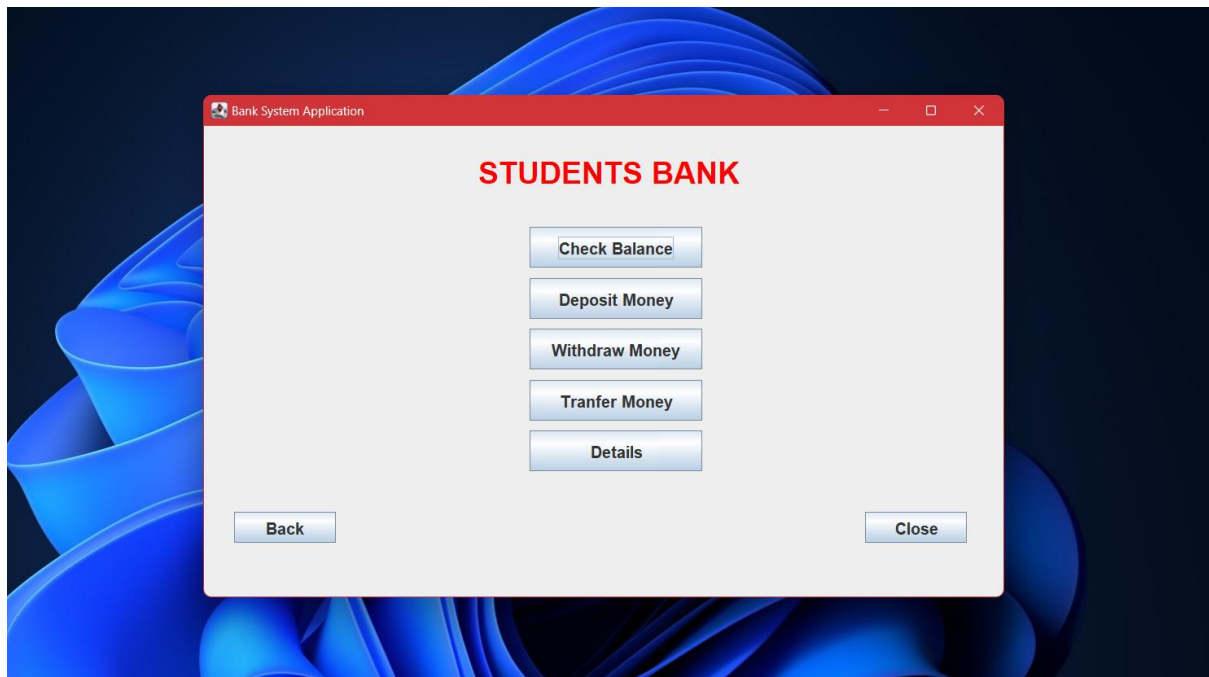 Bank System Application
STUDENTS BANK
Check Balance
Deposit Money
Withdraw Money
Tranfer Money
Details
Back
Close